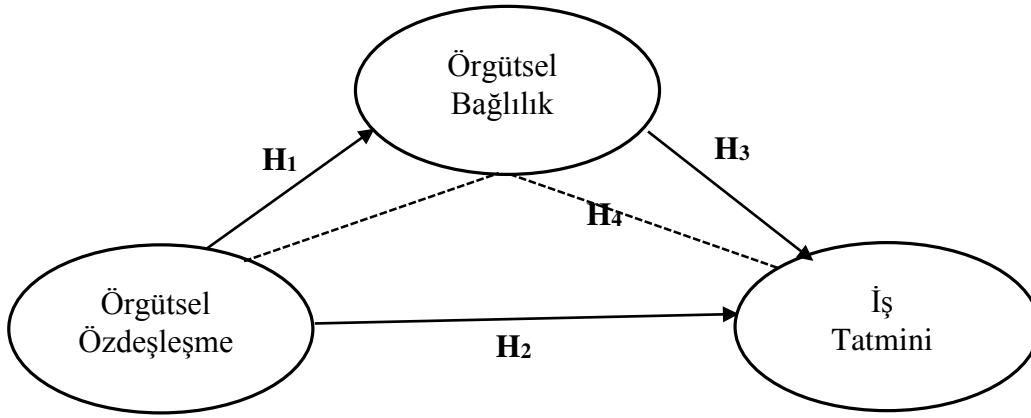 Örgütsel
Bağlılık
H1
H3
H4
Örgütsel
Özdeşleşme
H2
İş
Tatmini